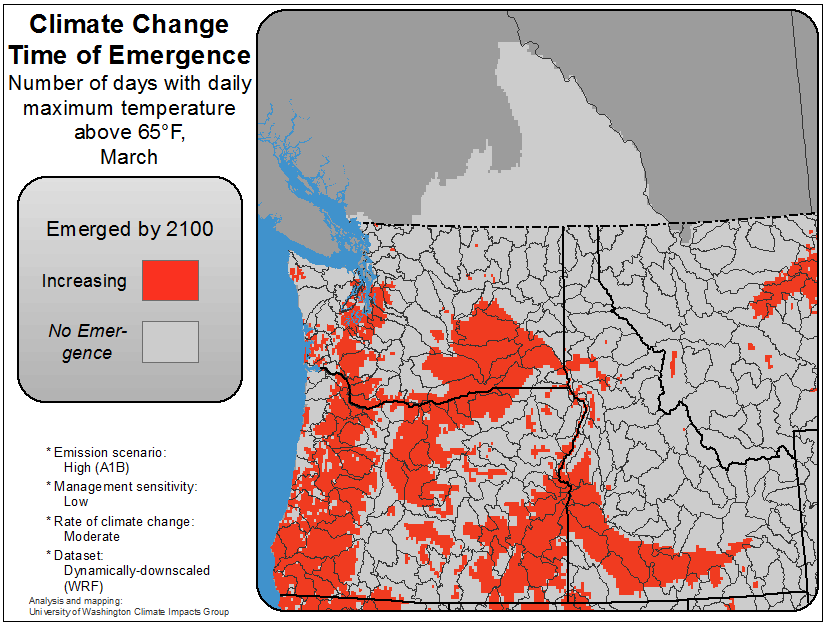 Climate Change
Time of Emergence
Number of days with daily
maximum temperature
above 65°F,
March
Emerged by 2100
Increasing
No Emer-
gence
* Emission scenario:
High (A1B)
* Management sensitivity:
Low
* Rate of climate change:
Moderate
* Dataset:
Dynamically-downscaled
(WRF)
Analysis and mapping:
University of Washington Climate Impacts Group